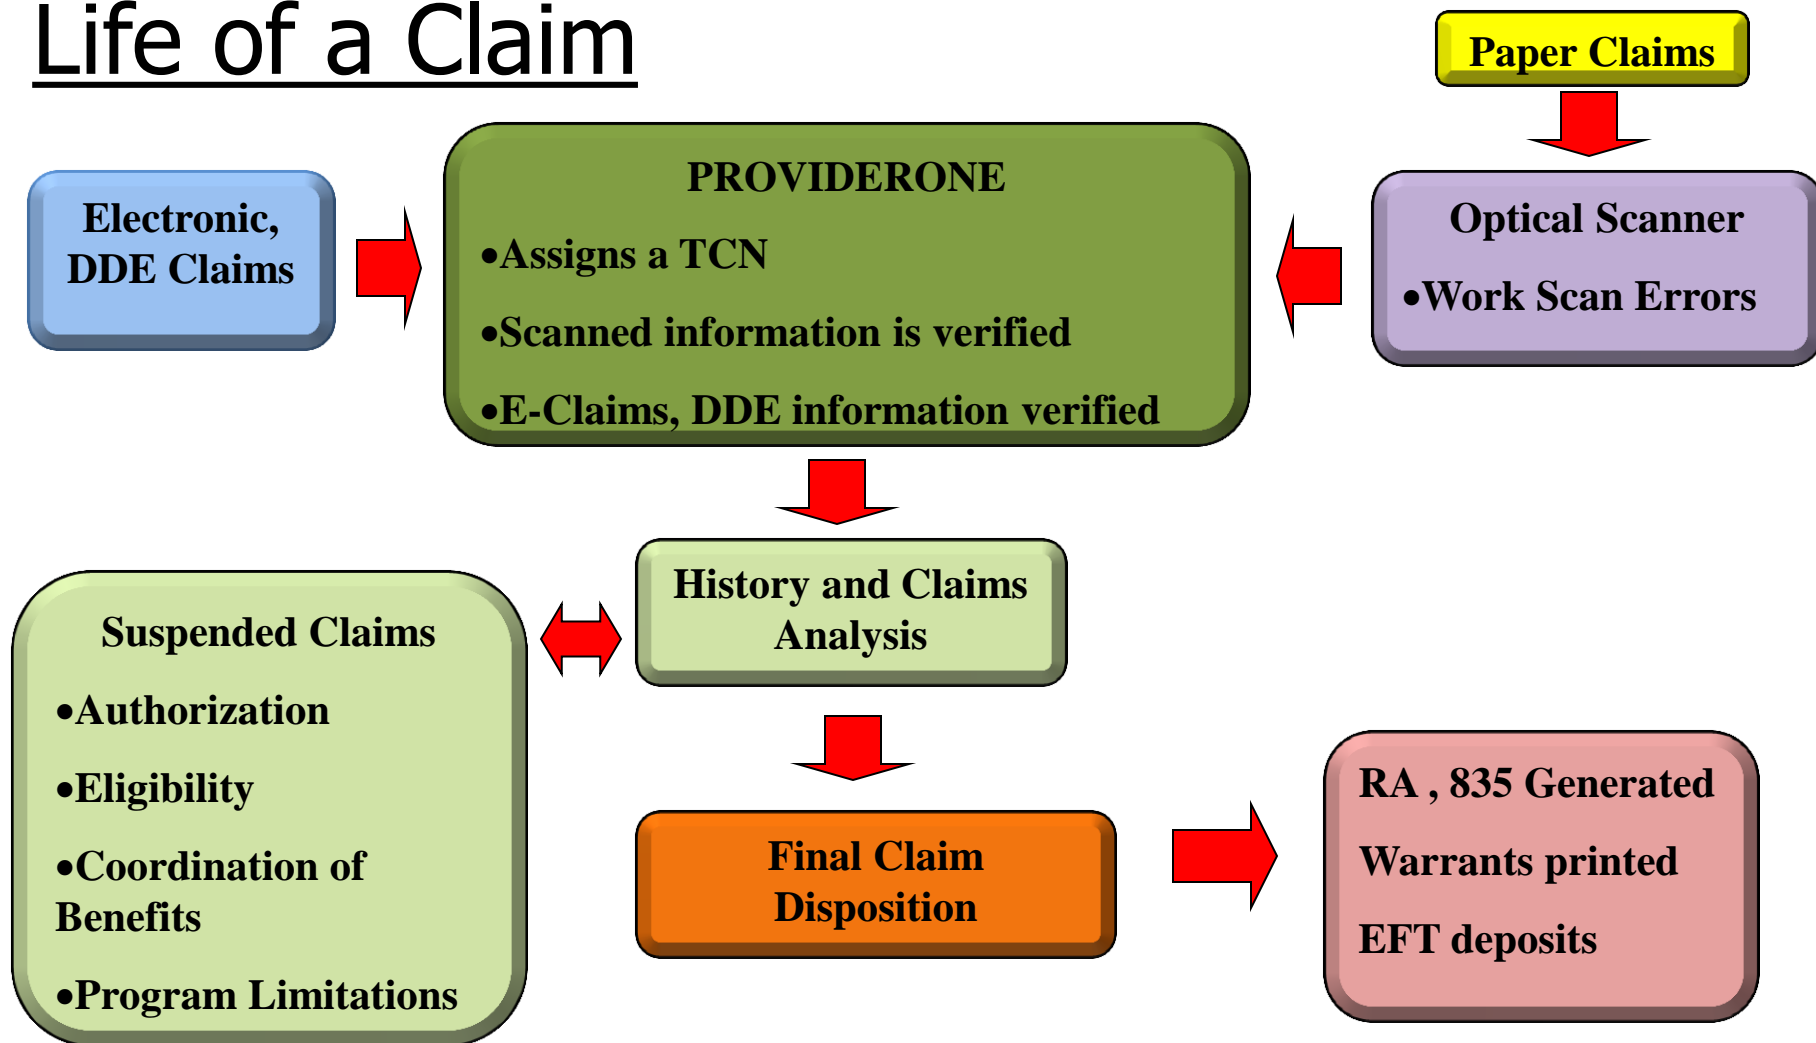 Life of a Claim
Paper Claims
Electronic,
DDE Claims
PROVIDERONE
•Assigns a TCN
•Scanned information is verified
•E-Claims, DDE information verified
Optical Scanner
•Work Scan Errors
History and Claims
Analysis
Suspended Claims
•Authorization
•Eligibility
•Coordination of
Benefits
•Program Limitations
Final Claim
Disposition
RA , 835 Generated
Warrants printed
EFT deposits